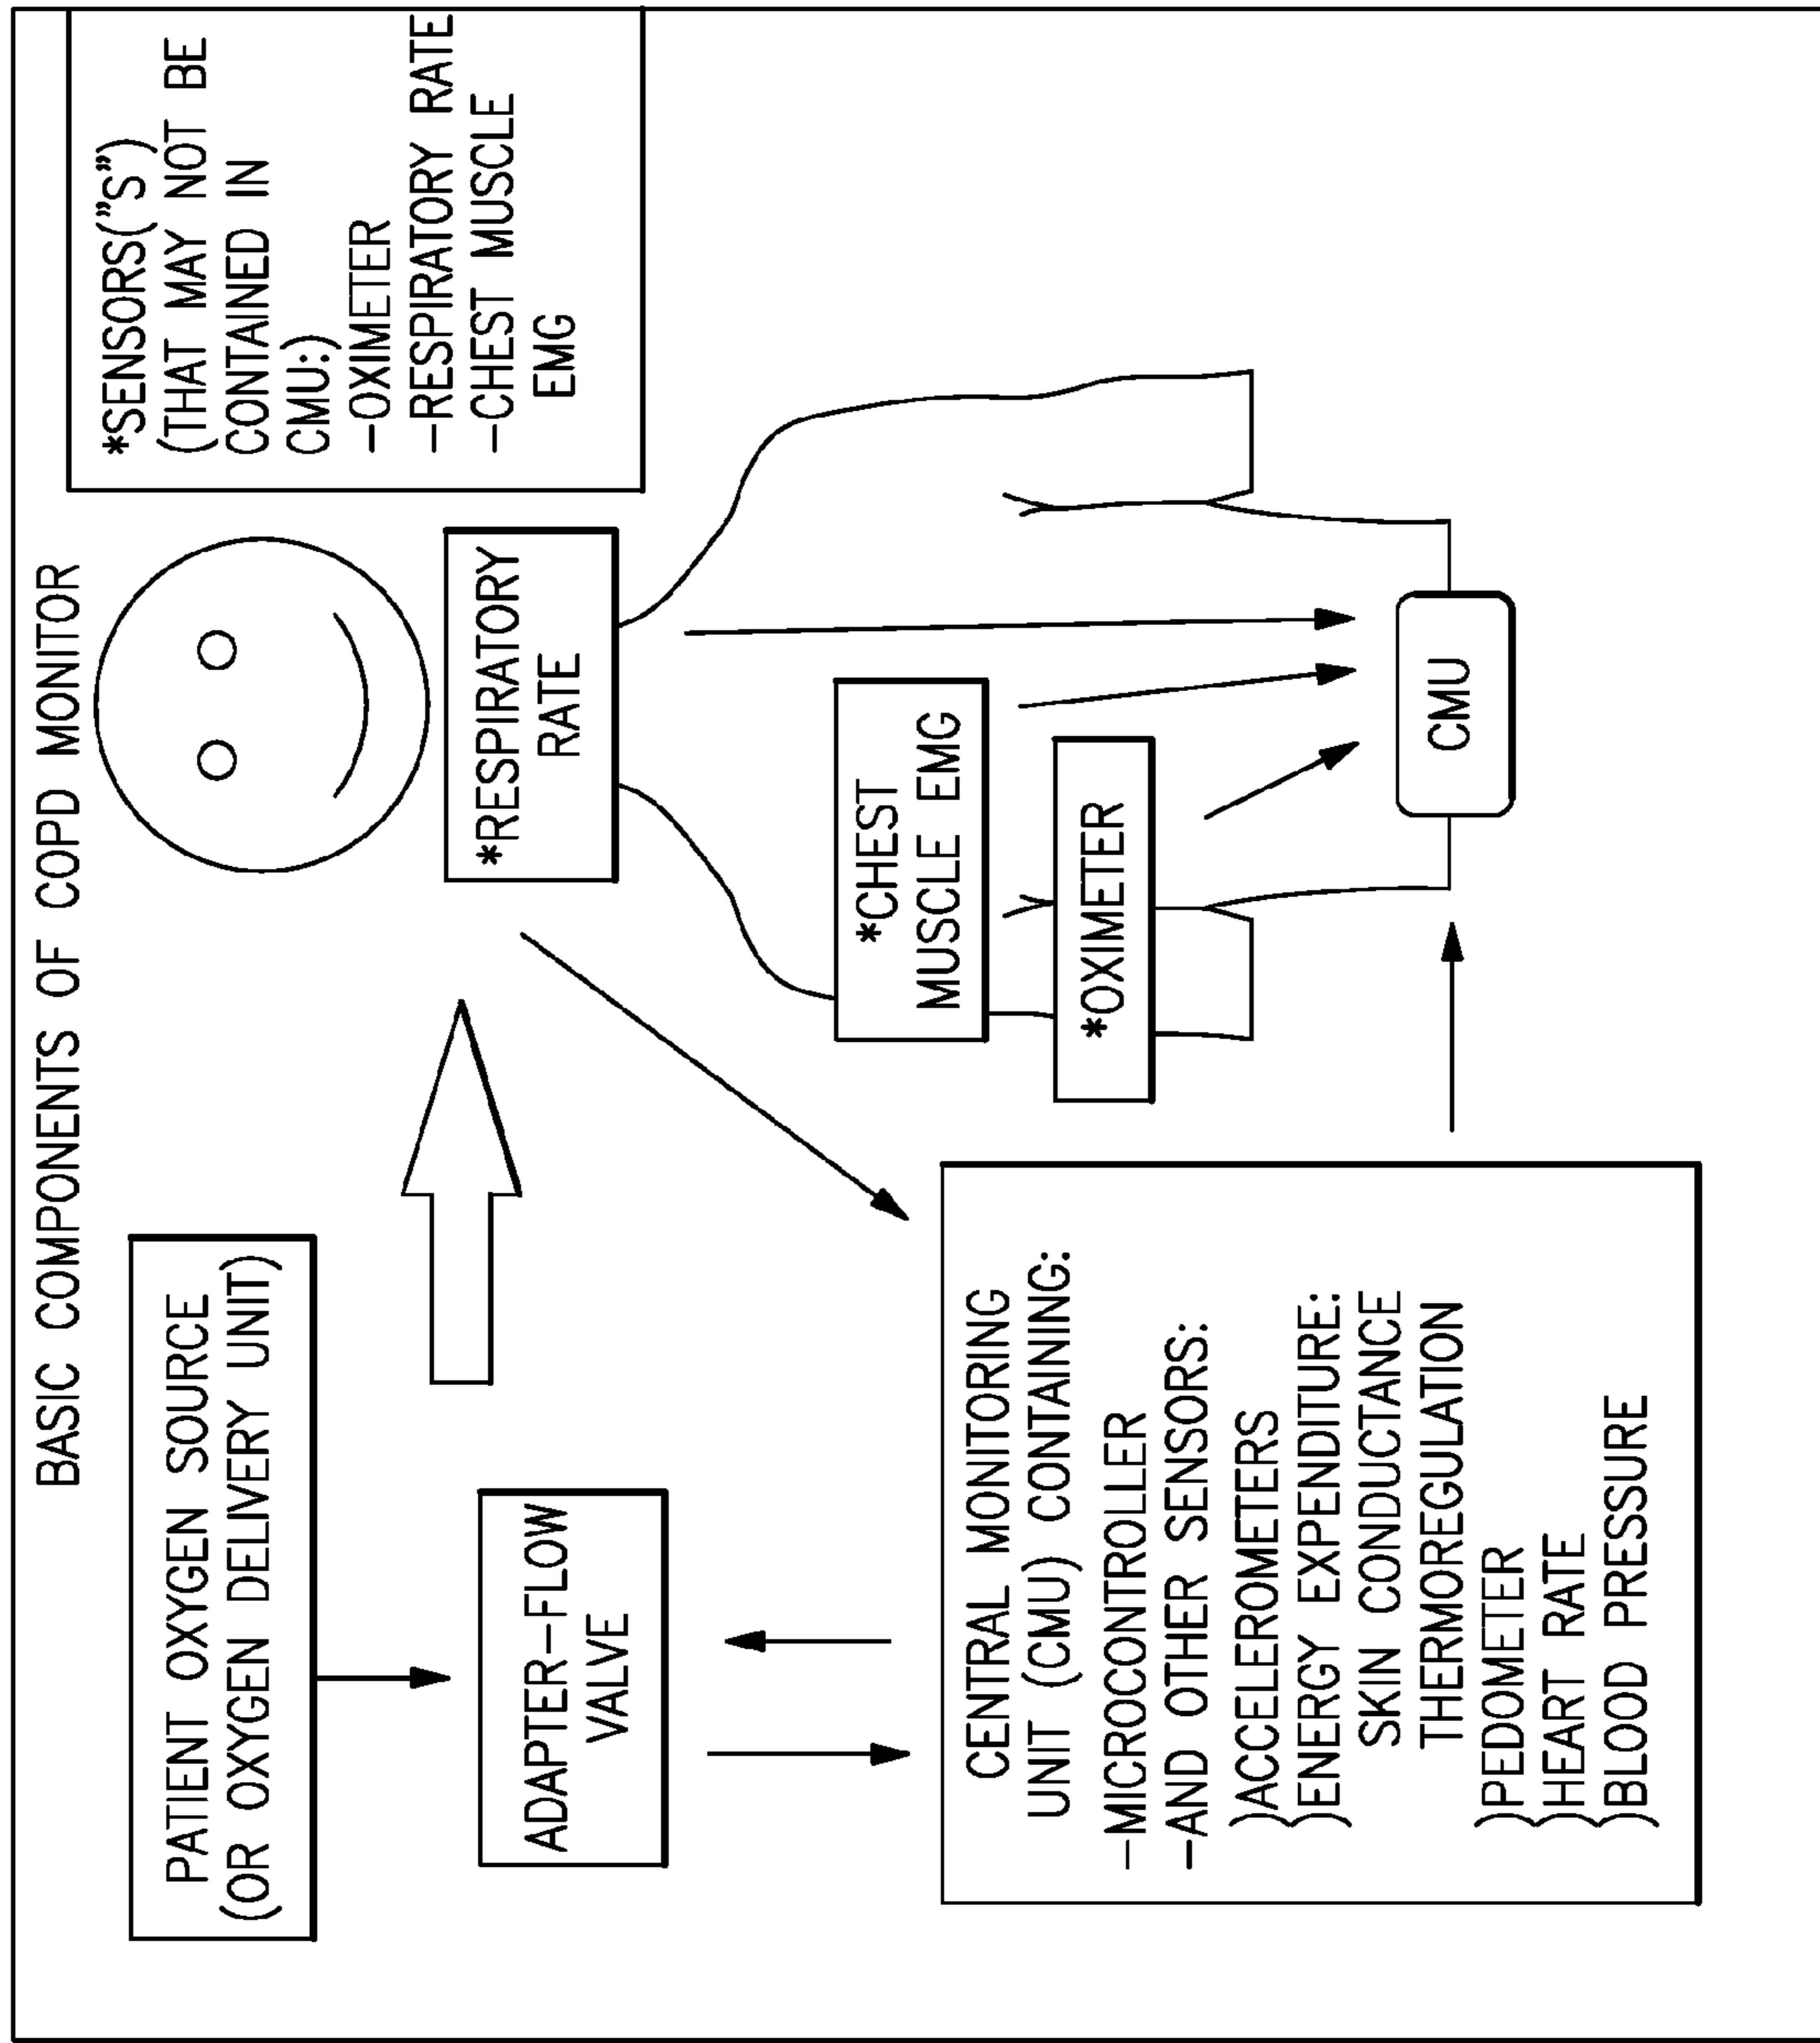 BASIC COMPONENTS OF COPD MONITOR
PATIENT OXYGEN SOURCE
(OR OXYGEN DELIVERY UNIT)
ADAPTER-FLOW
VALVE
CENTRAL MONITORING
UNIT (CMU) CONTAINING:
-MICROCONTROLLER
-AND OTHER SENSORS:
)ACCELEROMETERS
)ENERGY EXPENDITURE:
SKIN CONDUCTANCE
THERMOREGULATION
)PEDOMETER
)HEART RATE
)BLOOD PRESSURE
*RESPIRATORY
RATE
*CHEST
MUSCLE EMG
*OXIMETER
CMU
*SENSORS("S")
(THAT MAY NOT BE
CONTAINED IN
CMU:)
-OXIMETER
-RESPIRATORY RATE
-CHEST MUSCLE
EMG